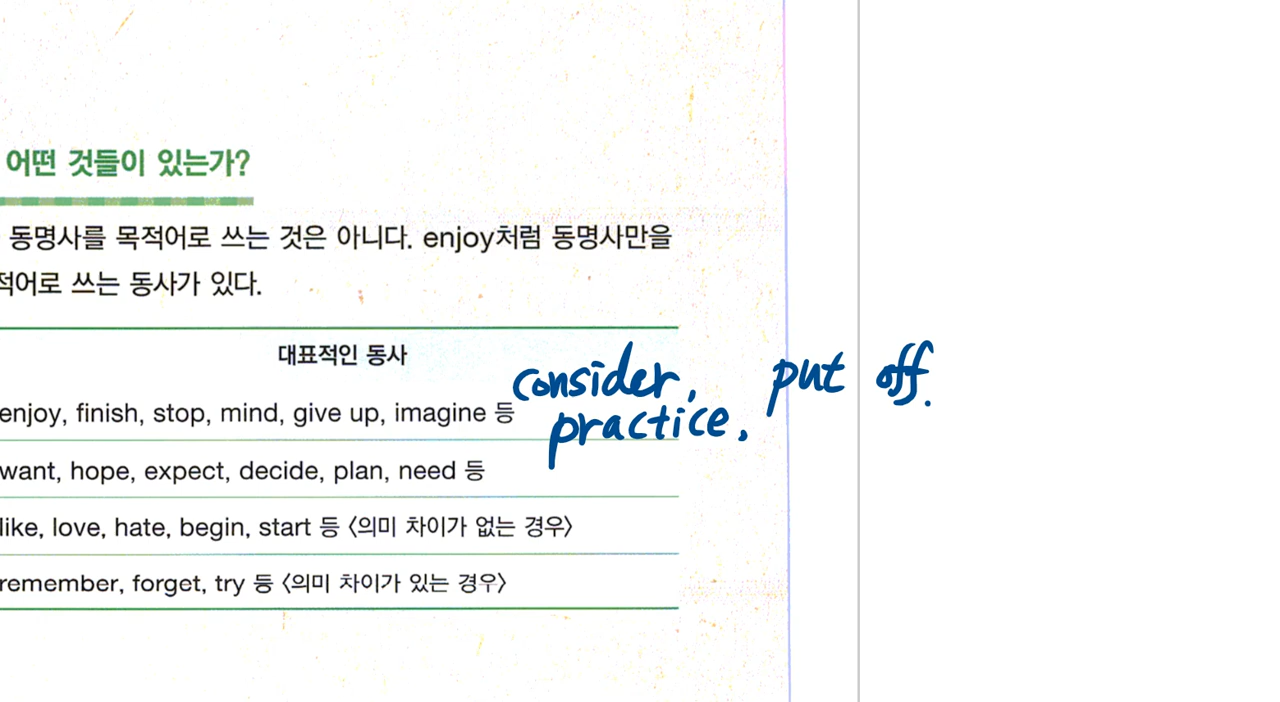 어떤 것들이 있는가?
동명사를 목적어로 쓰는 것은 아니다. enjoy처럼 동명사만을
적어로 쓰는 동사가 있다.
대표적인 동사
enjoy, finish, stop, mind, give up, imagine 등
consider, put off.
practice,
want, hope, expect, decide, plan, need 등
like, love, hate, begin, start 등 〈의미 차이가 없는 경우〉
remember, forget, try 등 〈의미 차이가 있는 경우〉